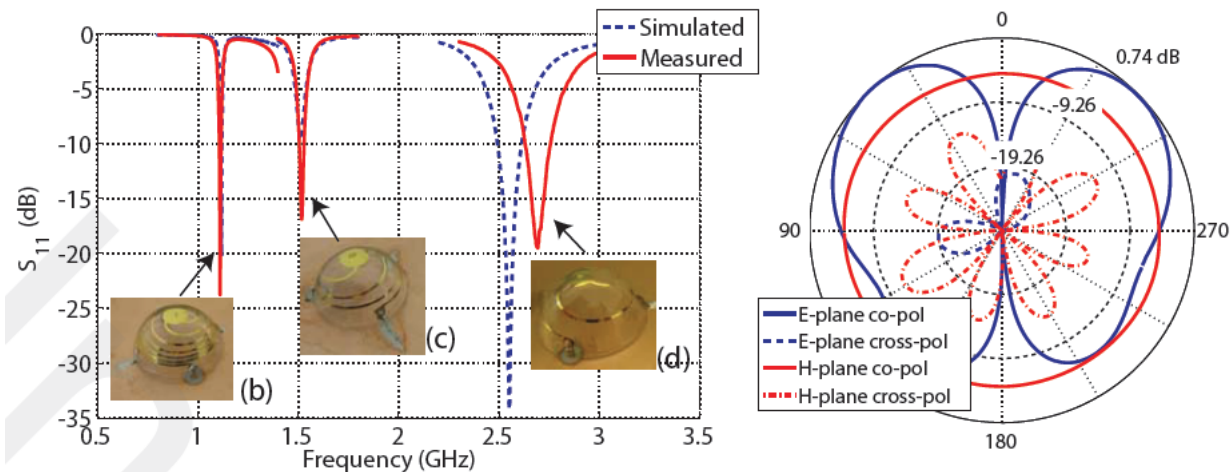 0
-5
-10
-15
-20
-25
-30
-35
S11 (dB)
0.5
1
1.5
2
2.5
3
3.5
Frequency (GHz)
Simulated
Measured
(b)
(c)
(d)
0
0.74 dB
-9.26
-19.26
90
270
180
E-plane co-pol
E-plane cross-pol
H-plane co-pol
H-plane cross-pol